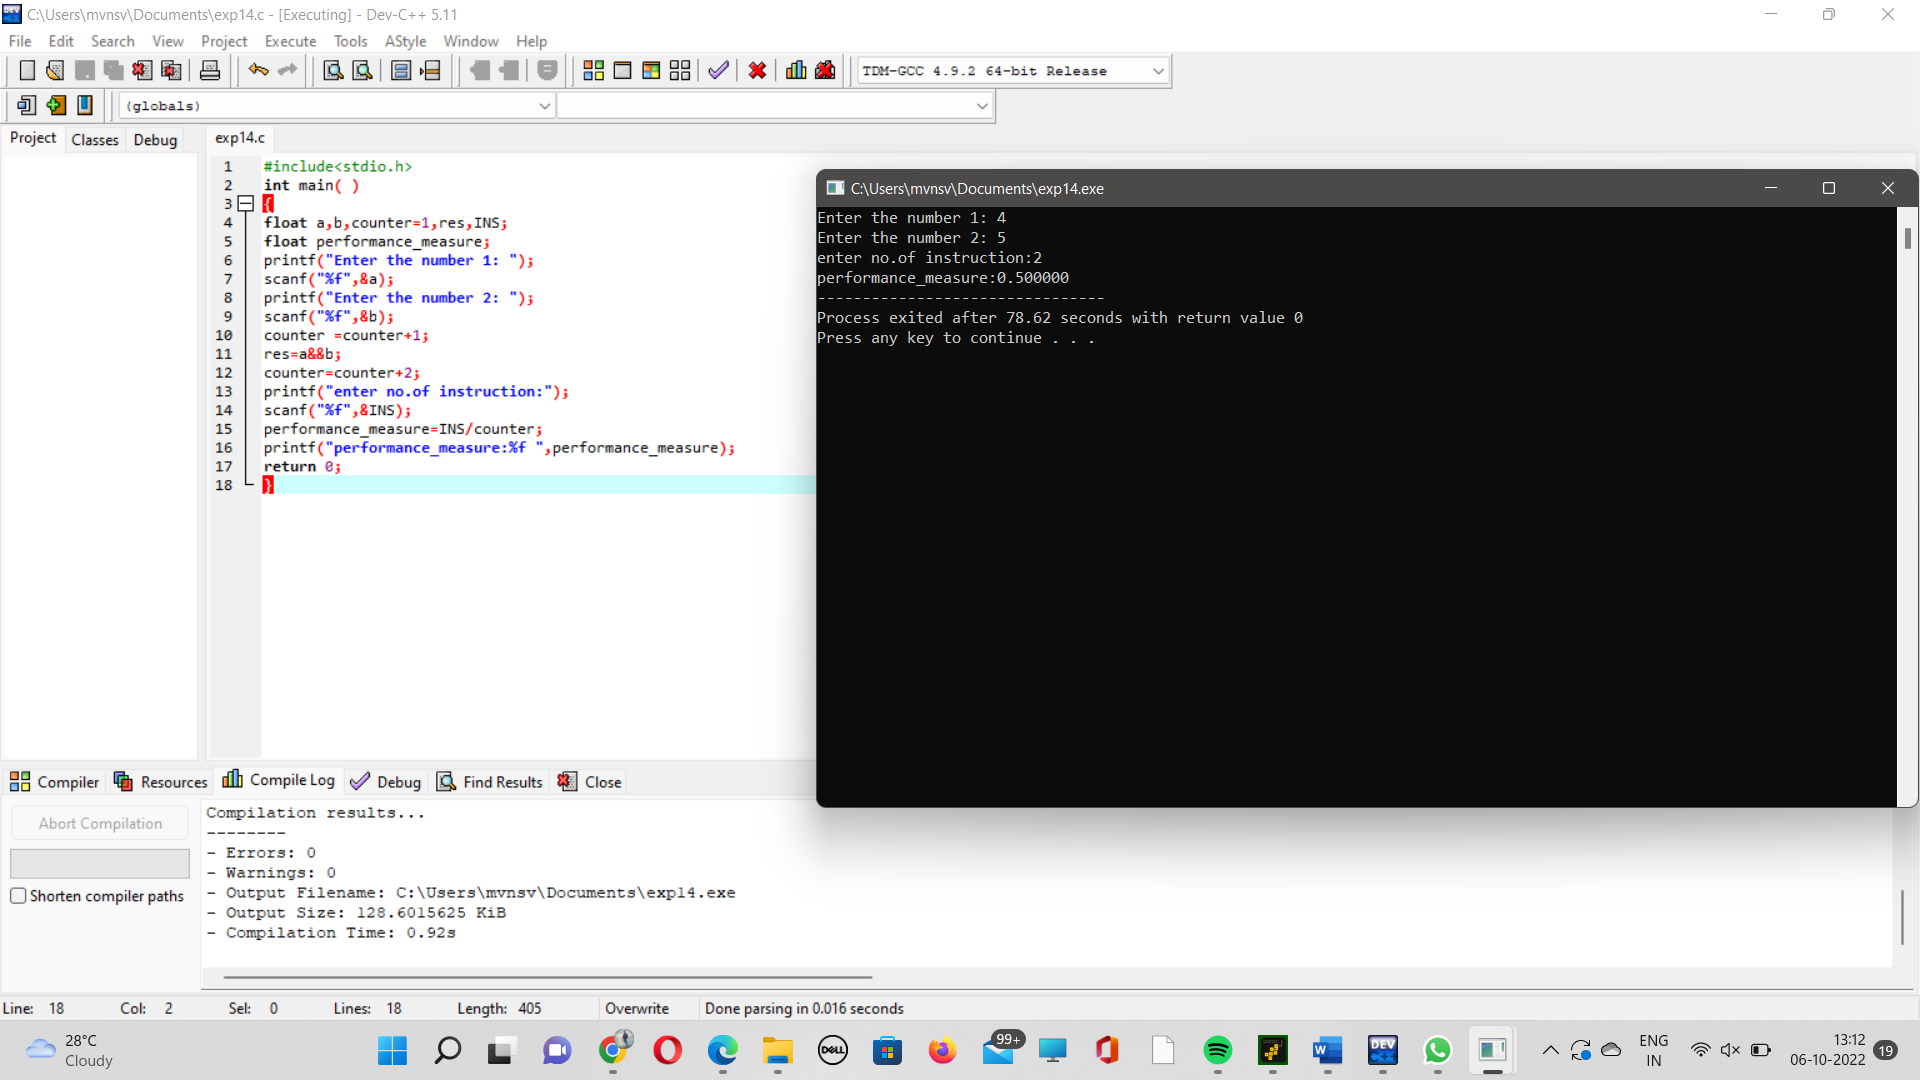 C:\Users\mvnsv\Documents\exp14.c - [Executing] - Dev-C++ 5.11
File Edit Search View Project Execute Tools AStyle Window Help
TDM-GCC 4.9.2 64-bit Release
(globals)
Project Classes Debug
exp14.c
1 #include<stdio.h>
2 int main( )
3 {
4 float a,b,counter=1,res,INS;
5 float performance_measure;
6 printf("Enter the number 1: ");
7 scanf("%f",&a);
8 printf("Enter the number 2: ");
9 scanf("%f",&b);
10 counter =counter+1;
11 res=a&&b;
12 counter=counter+2;
13 printf("enter no.of instruction:");
14 scanf("%f",&INS);
15 performance_measure=INS/counter;
16 printf("performance_measure:%f ",performance_measure);
17 return 0;
18 }
C:\Users\mvnsv\Documents\exp14.exe
Enter the number 1: 4
Enter the number 2: 5
enter no.of instruction:2
performance_measure:0.500000
--------------------------------
Process exited after 78.62 seconds with return value 0
Press any key to continue . . .
Compiler Resources Compile Log Debug Find Results Close
Abort Compilation
Shorten compiler paths
Compilation results...
--------
- Errors: 0
- Warnings: 0
- Output Filename: C:\Users\mvnsv\Documents\exp14.exe
- Output Size: 128.6015625 KiB
- Compilation Time: 0.92s
Line: 18 Col: 2 Sel: 0 Lines: 18 Length: 405 Overwrite Done parsing in 0.016 seconds
28°C
Cloudy
DELL
99+
W
DEV
C++
ENG
IN
13:12
06-10-2022
19